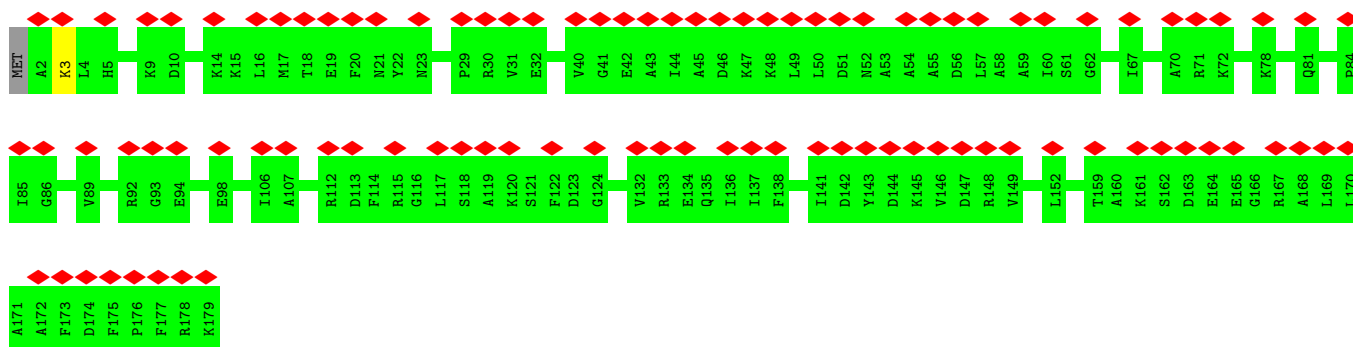 MET A2 K3 L4 H5 K9 D10 K14 K15 L16 M17 T18 E19 F20 N21 Y22 N23 P29 R30 V31 E32 V40 G41 E42 A43 I44 A45 D46 K47 K48 L49 L50 D51 N52 A53 A54 A55 D56 L57 A58 A59 I60 S61 G62 I67 A70 R71 K72 K78 Q81 P84
I85 G86 V89 R92 G93 E94 E98 I106 A107 R112 D113 F114 R115 G116 L117 S118 A119 K120 S121 F122 D123 G124 V132 R133 E134 Q135 I136 I137 F138 I141 D142 Y143 D144 K145 V146 D147 R148 V149 L152 T159 A160 K161 S162 D163 E164 E165 G166 R167 A168 L169 L170
A171 A172 F173 D174 F175 P176 F177 R178 K179